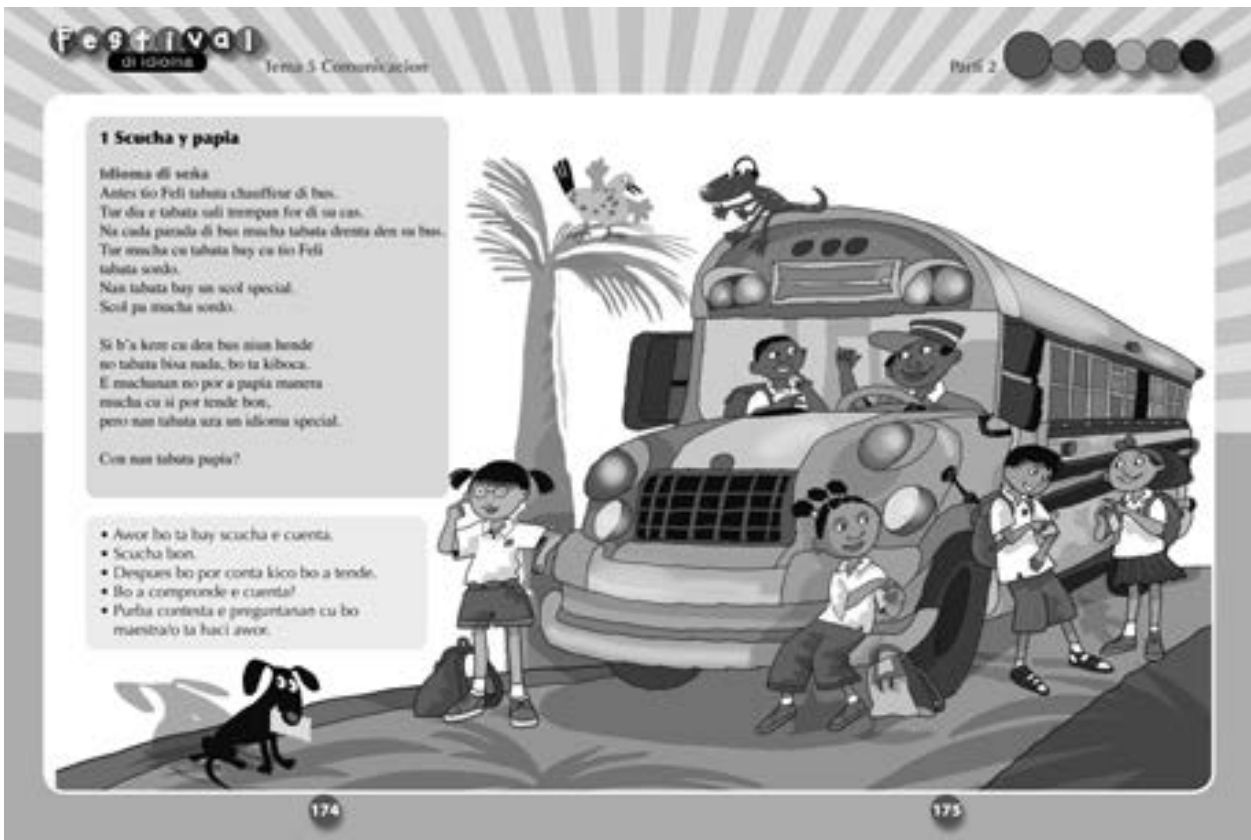 Festival
di idioma
Tema 5 Comunicacion
Parti 2
1 Scucha y papia
Idioma di seña
Antes tio Feli tabata chauffeur di bus.
Tur dia e tabata sali trempan for di su cas.
Na cada parada di bus mucha tabata drenta den su bus.
Tur mucha cu tabata bay cu tio Feli
tabata sordo.
Nan tabata bay un scol special.
Scol pa mucha sordo.
Si b'a kere cu den bus niun hende
no tabata bisa nada, bo ta kiboca.
E muchanan no por a papia manera
mucha cu si por tende bon,
pero nan tabata uza un idioma special.
Con nan tabata papia?
• Awor bo ta bay scucha e cuenta.
• Scucha bon.
• Despues bo por conta kico bo a tende.
• Bo a compronde e cuenta?
• Purba contesta e preguntanan cu bo
maestra/o ta haci awor.
174
175